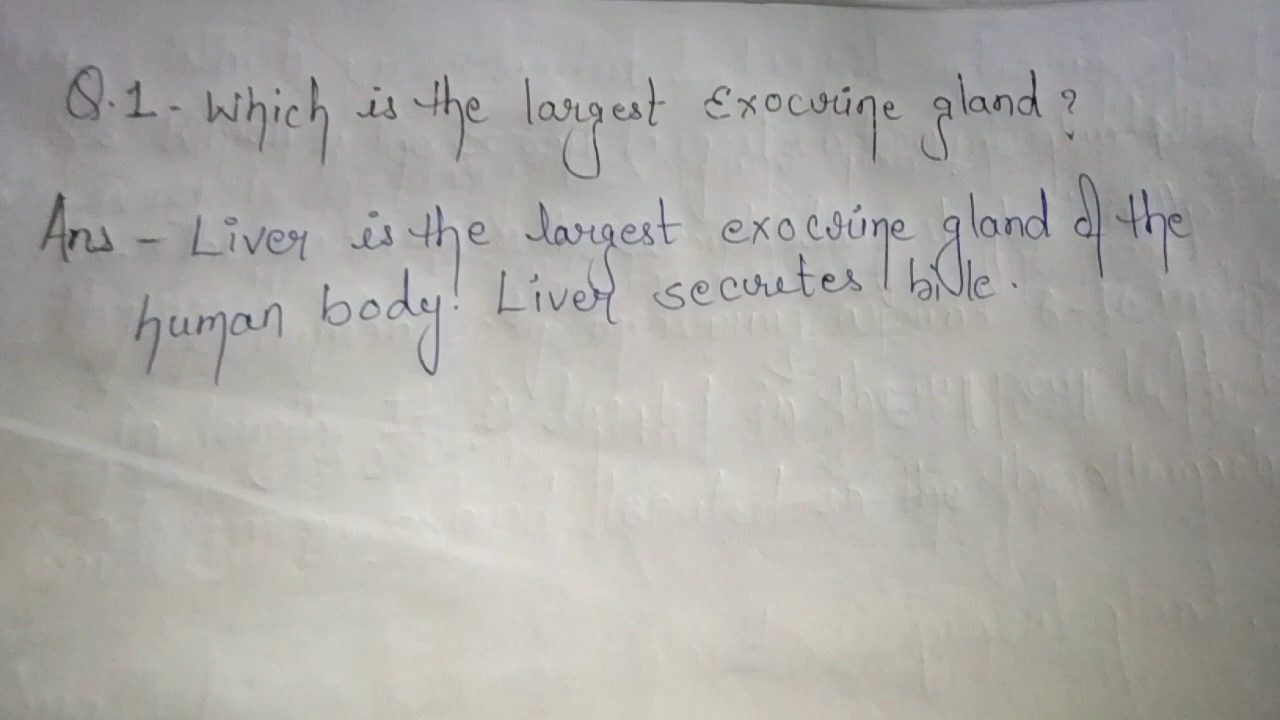 Q.1 - Which is the largest Exocrine gland?
Ans - Liver is the largest exocrine gland of the
human body. Liver secretes bile.